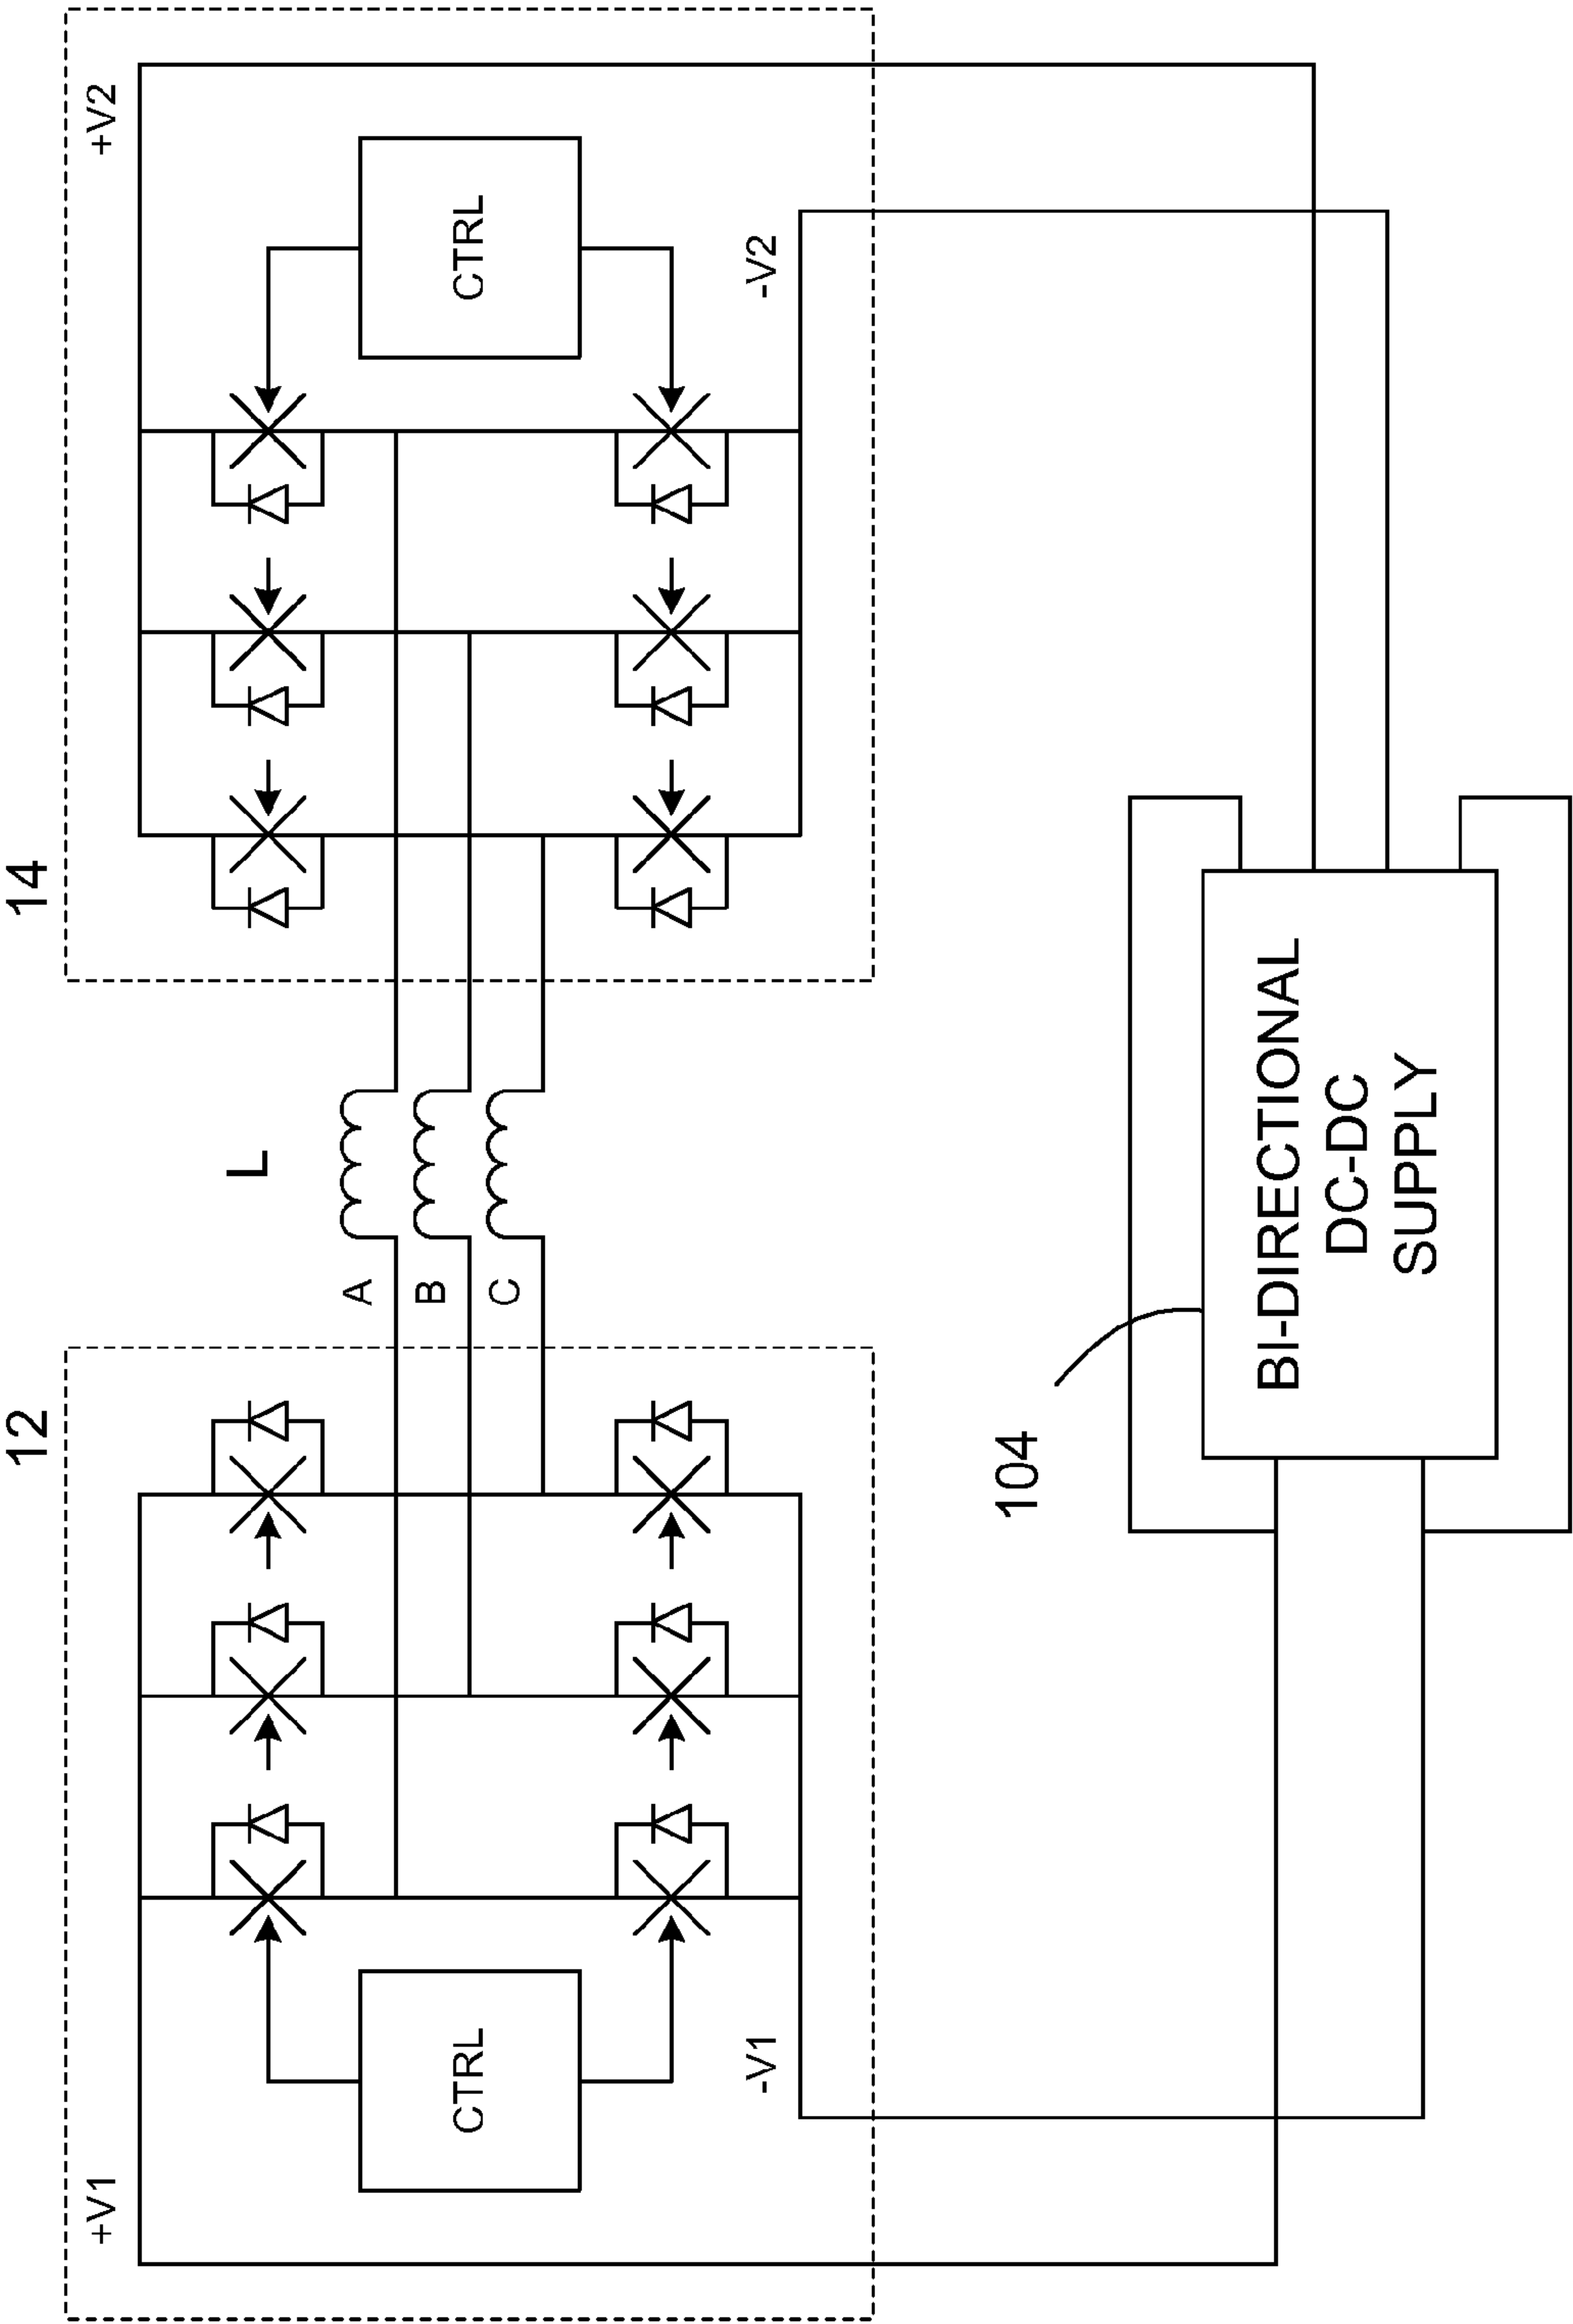 12
14
+V1
+V2
L
A
B
C
CTRL
CTRL
-V1
-V2
104
BI-DIRECTIONAL
DC-DC
SUPPLY